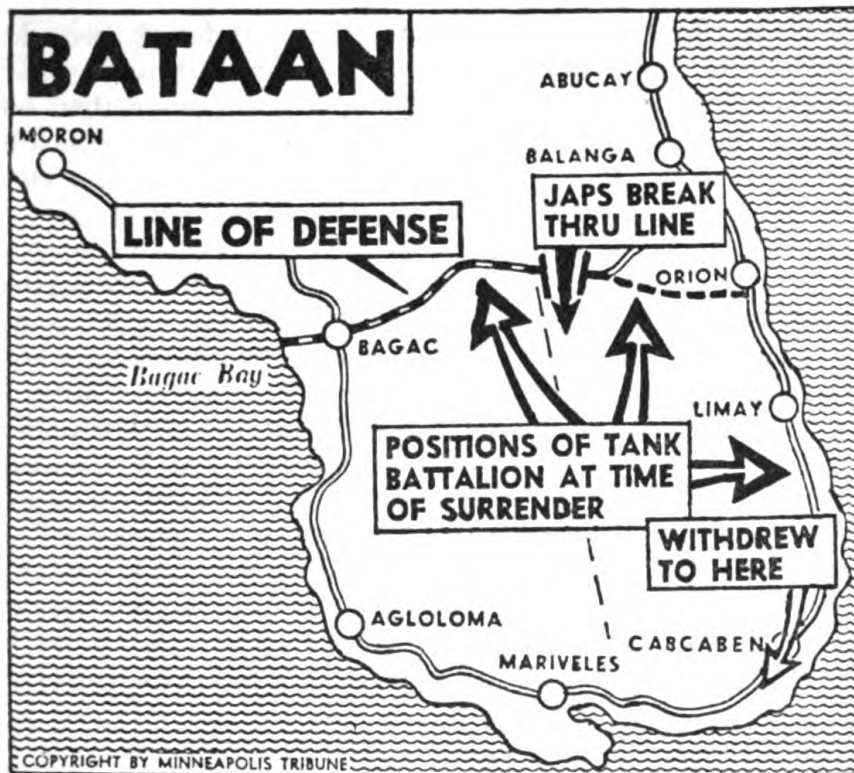 BATAAN
ABUCAY
MORON
BALANGA
JAPS BREAK
THRU LINE
LINE OF DEFENSE
ORION
BAGAC
Bagac Bay
LIMAY
POSITIONS OF TANK
BATTALION AT TIME
OF SURRENDER
WITHDREW
TO HERE
AGLOLOMA
CABCABEN
MARIVELES
COPYRIGHT BY MINNEAPOLIS TRIBUNE